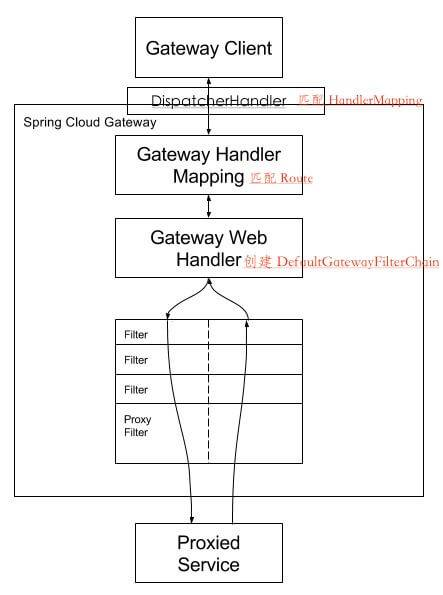 Gateway Client
DispatcherHandler 匹配 HandlerMapping
Spring Cloud Gateway
Gateway Handler
Mapping 匹配 Route
Gateway Web
Handler 创建 DefaultGatewayFilterChain
Filter
Filter
Filter
Proxy
Filter
Proxied
Service